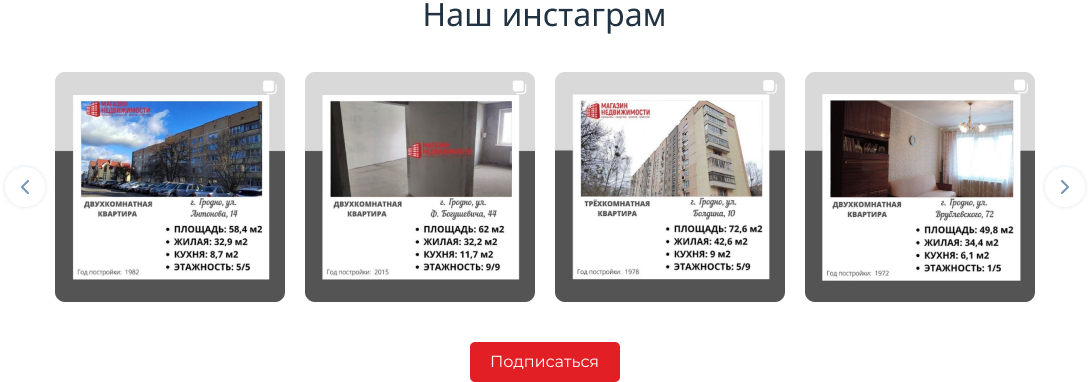 Наш инстаграм
МАГАЗИН
НЕДВИЖИМОСТИ
ДВУХКОМНАТНАЯ
КВАРТИРА
г. Гродно, ул.
Антонова, 14
• ПЛОЩАДЬ: 58,4 м2
• ЖИЛАЯ: 32,9 м2
• КУХНЯ: 8,7 м2
• ЭТАЖНОСТЬ: 5/5
Год постройки: 1982
МАГАЗИН
НЕДВИЖИМОСТИ
ДВУХКОМНАТНАЯ
КВАРТИРА
г. Гродно, ул.
Ф. Богушевича, 44
• ПЛОЩАДЬ: 62 м2
• ЖИЛАЯ: 32,2 м2
• КУХНЯ: 11,7 м2
• ЭТАЖНОСТЬ: 9/9
Год постройки: 2015
МАГАЗИН
НЕДВИЖИМОСТИ
ТРЁХКОМНАТНАЯ
КВАРТИРА
г. Гродно, ул.
Болдина, 10
• ПЛОЩАДЬ: 72,6 м2
• ЖИЛАЯ: 42,6 м2
• КУХНЯ: 9 м2
• ЭТАЖНОСТЬ: 5/9
Год постройки: 1978
ДВУХКОМНАТНАЯ
КВАРТИРА
г. Гродно, ул.
Врублевского, 72
• ПЛОЩАДЬ: 49,8 м2
• ЖИЛАЯ: 34,4 м2
• КУХНЯ: 6,1 м2
• ЭТАЖНОСТЬ: 1/5
Год постройки: 1972
Подписаться